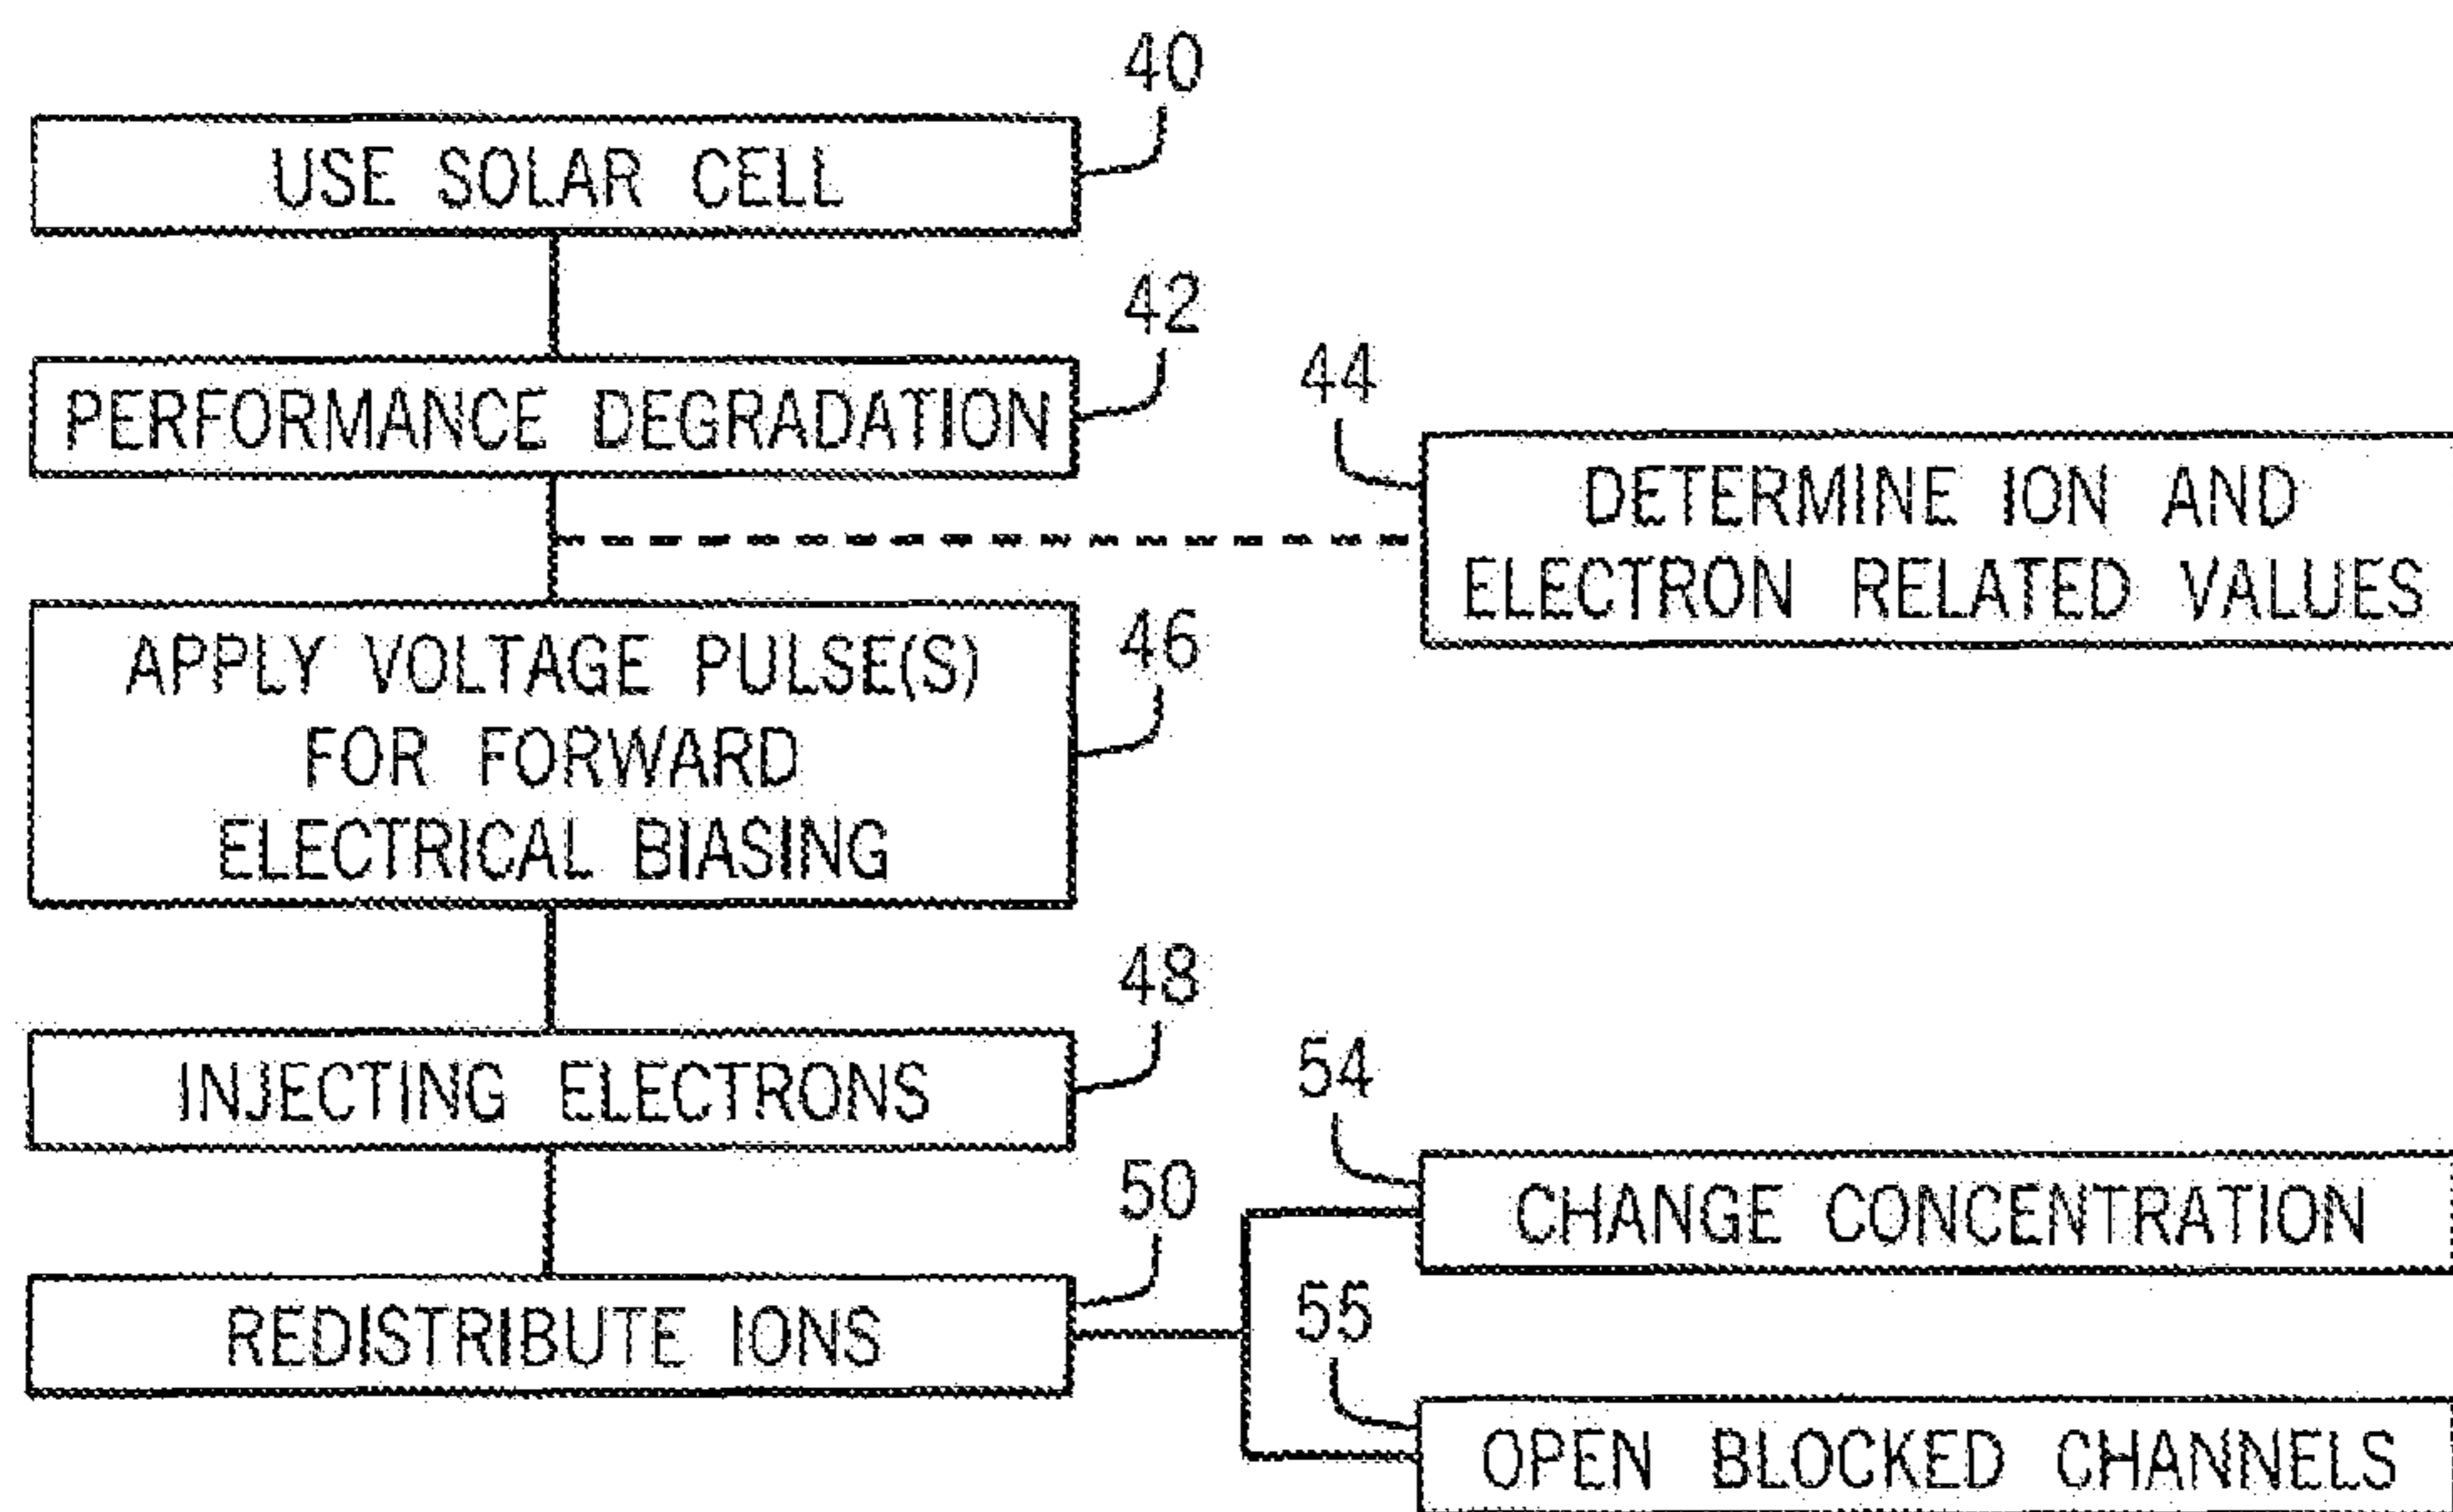 40
USE SOLAR CELL
42
PERFORMANCE DEGRADATION
44
DETERMINE ION AND
ELECTRON RELATED VALUES
46
APPLY VOLTAGE PULSE(S)
FOR FORWARD
ELECTRICAL BIASING
48
INJECTING ELECTRONS
50
REDISTRIBUTE IONS
54
CHANGE CONCENTRATION
55
OPEN BLOCKED CHANNELS